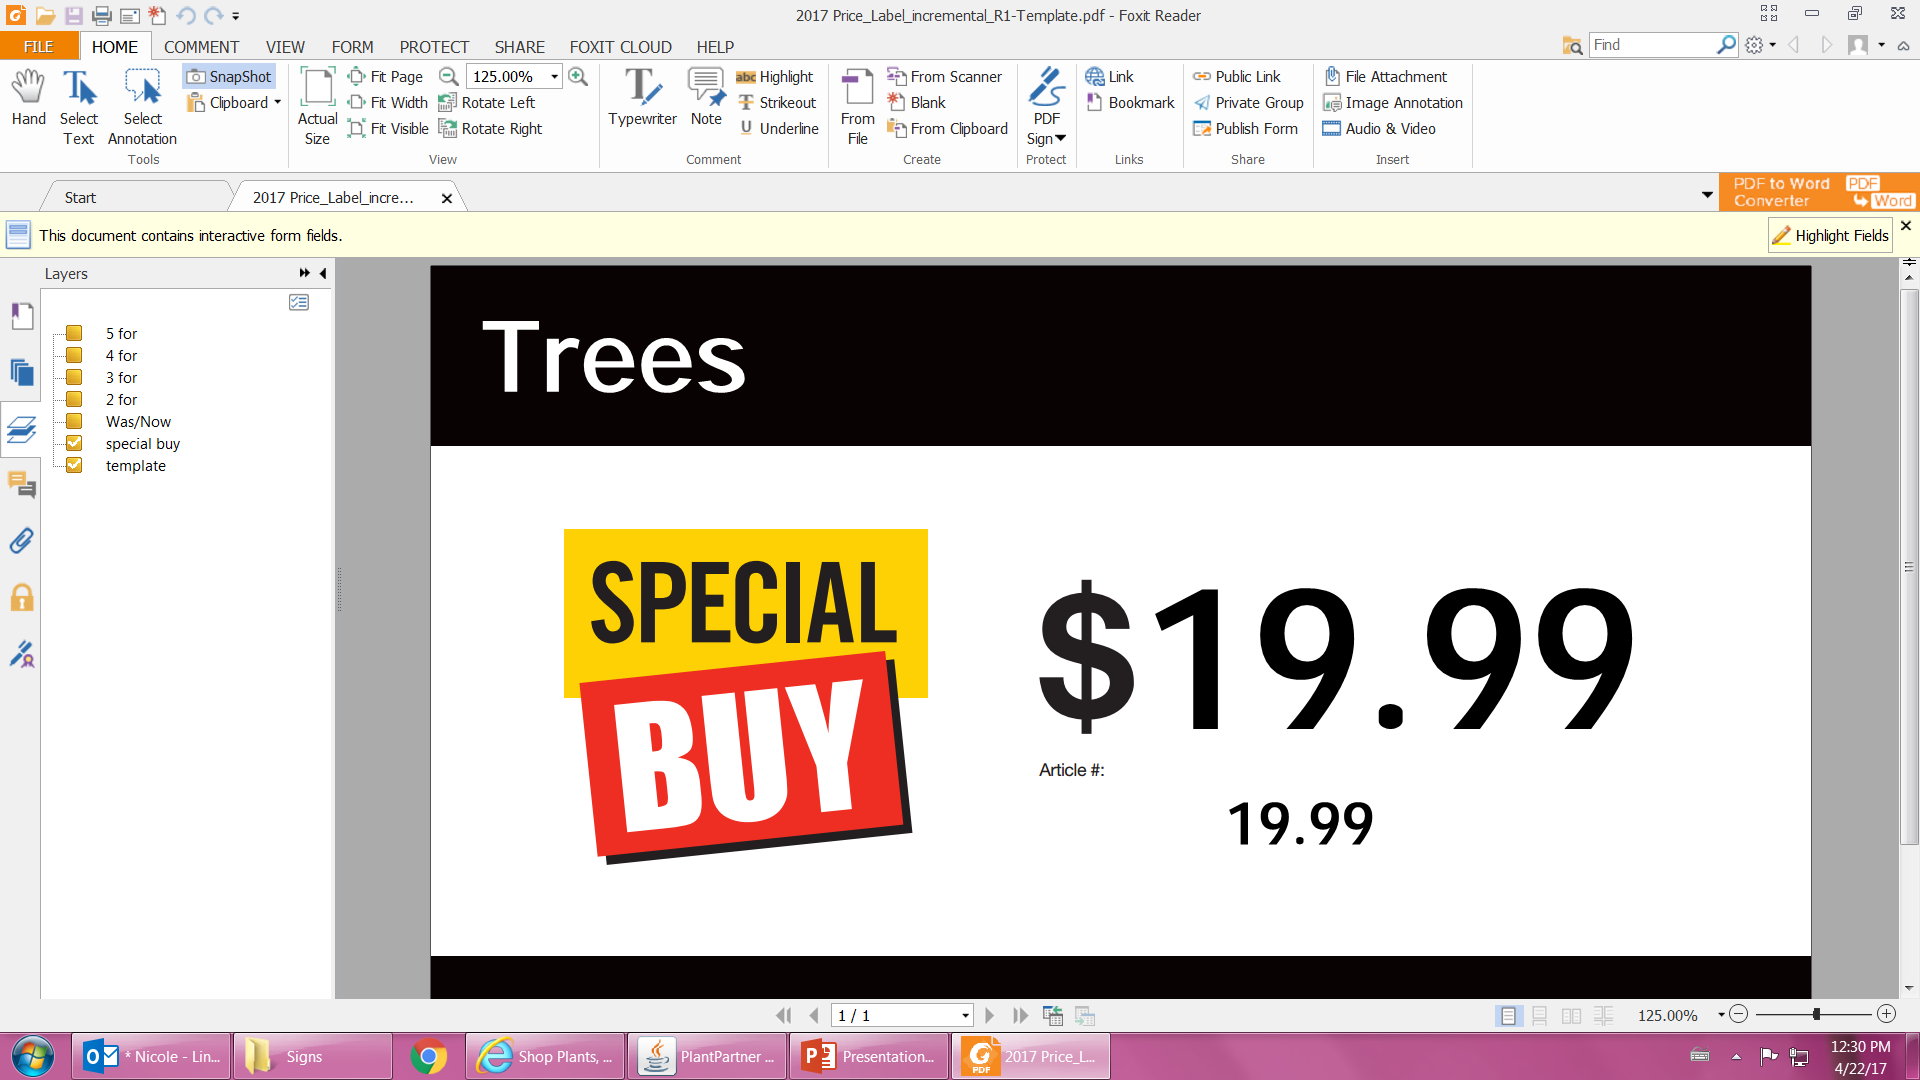 2017 Price_Label_incremental_R1-Template.pdf - Foxit Reader
FILE HOME COMMENT VIEW FORM PROTECT SHARE FOXIT CLOUD HELP Find
Hand
Select Text
Select Annotation
SnapShot
Clipboard
Tools
Actual Size
Fit Page
Fit Width
Fit Visible
125.00%
Rotate Left
Rotate Right
View
Typewriter
Note
abc Highlight
Strikeout
Underline
Comment
From File
From Scanner
Blank
From Clipboard
Create
PDF Sign
Protect
Link
Bookmark
Links
Public Link
Private Group
Publish Form
Share
File Attachment
Image Annotation
Audio & Video
Insert
Start
2017 Price_Label_incre...
PDF to Word Converter
PDF
Word
This document contains interactive form fields.
Highlight Fields
Layers
5 for
4 for
3 for
2 for
Was/Now
special buy
template
Trees
SPECIAL
BUY
$19.99
Article #:
19.99
1 / 1
125.00%
* Nicole - Lin...
Signs
Shop Plants, ...
PlantPartner ...
Presentation...
PDF
2017 Price_L...
12:30 PM
4/22/17